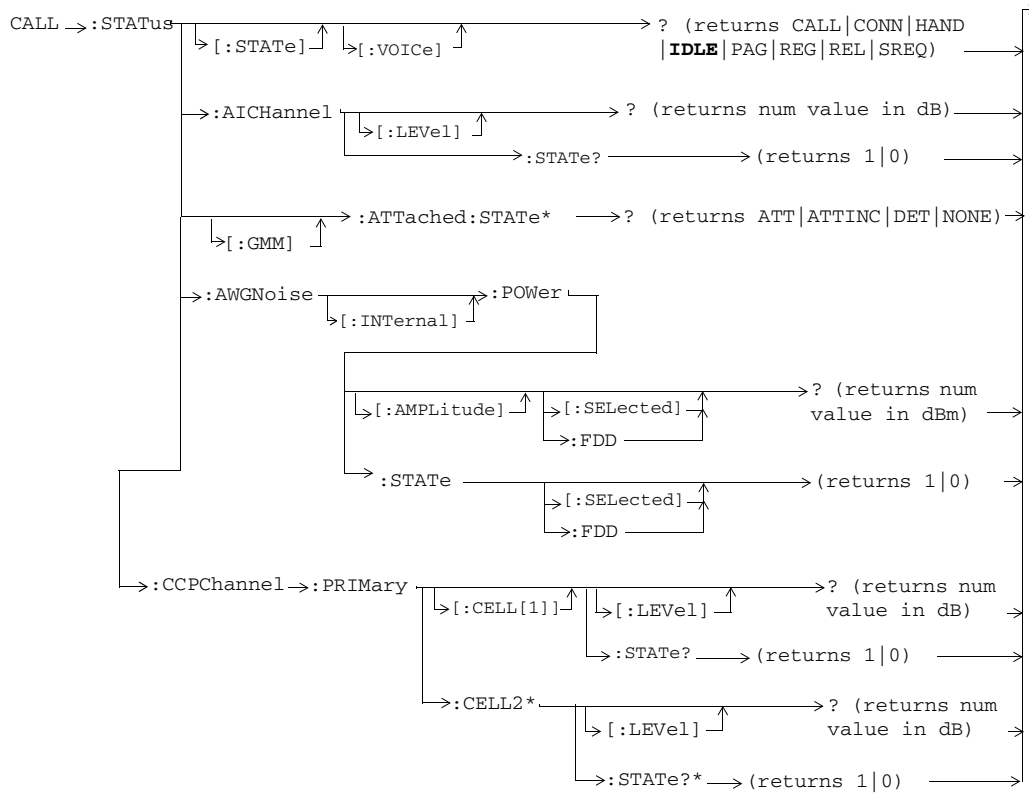 CALL :STATus ? (returns CALL|CONN|HAND
[:STATe] [:VOICe] |IDLE|PAG|REG|REL|SREQ)
:AICHannel ? (returns num value in dB)
[:LEVel]
:STATe? (returns 1|0)
:ATTached:STATe* ? (returns ATT|ATTINC|DET|NONE)
[:GMM]
:AWGNoise :POWer
[:INTernal]
? (returns num
[:AMPLitude] [:SELected] value in dBm)
:FDD
:STATe (returns 1|0)
[:SELected]
:FDD
:CCPChannel :PRIMary ? (returns num
[:CELL[1]] [:LEVel] value in dB)
:STATe? (returns 1|0)
:CELL2* ? (returns num
[:LEVel] value in dB)
:STATe?* (returns 1|0)